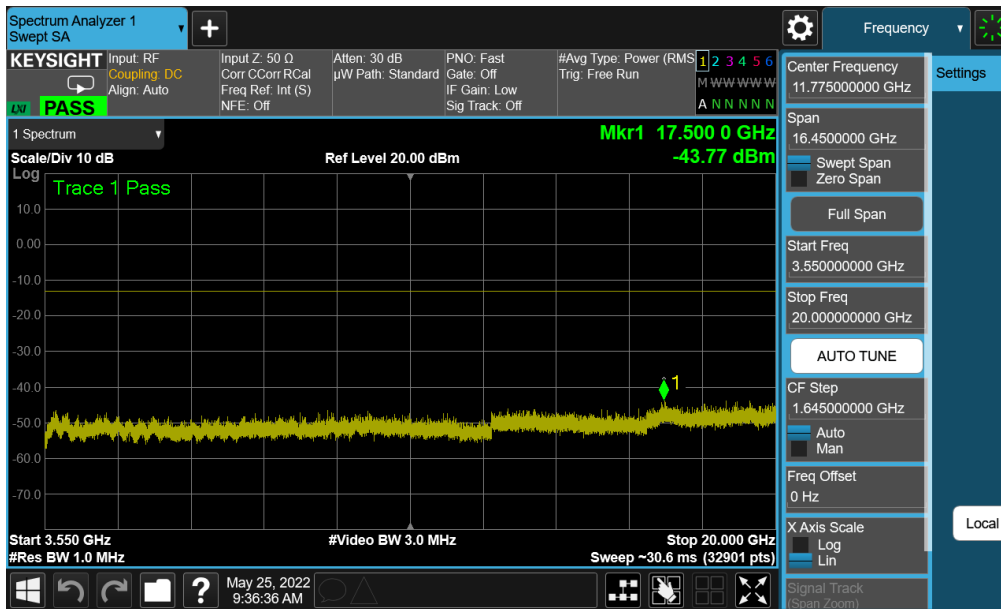 Spectrum Analyzer 1
Swept SA
+
Frequency
KEYSIGHT
Input: RF
Coupling: DC
Align: Auto
LXI
PASS
Input Z: 50 Ω
Corr CCorr RCal
Freq Ref: Int (S)
NFE: Off
Atten: 30 dB
µW Path: Standard
PNO: Fast
Gate: Off
IF Gain: Low
Sig Track: Off
#Avg Type: Power (RMS
Trig: Free Run
1 2 3 4 5 6
M W W W W W
A N N N N N
1 Spectrum
Mkr1 17.500 0 GHz
Scale/Div 10 dB
Ref Level 20.00 dBm
-43.77 dBm
Log
Trace 1 Pass
10.0
0.00
-10.0
-20.0
-30.0
-40.0
1
-50.0
-60.0
-70.0
Start 3.550 GHz
#Video BW 3.0 MHz
Stop 20.000 GHz
#Res BW 1.0 MHz
Sweep ~30.6 ms (32901 pts)
?
May 25, 2022
9:36:36 AM
Center Frequency
11.775000000 GHz
Span
16.4500000 GHz
Swept Span
Zero Span
Full Span
Start Freq
3.550000000 GHz
Stop Freq
20.000000000 GHz
AUTO TUNE
CF Step
1.645000000 GHz
Auto
Man
Freq Offset
0 Hz
X Axis Scale
Log
Lin
Signal Track
(Span Zoom)
Settings
Local